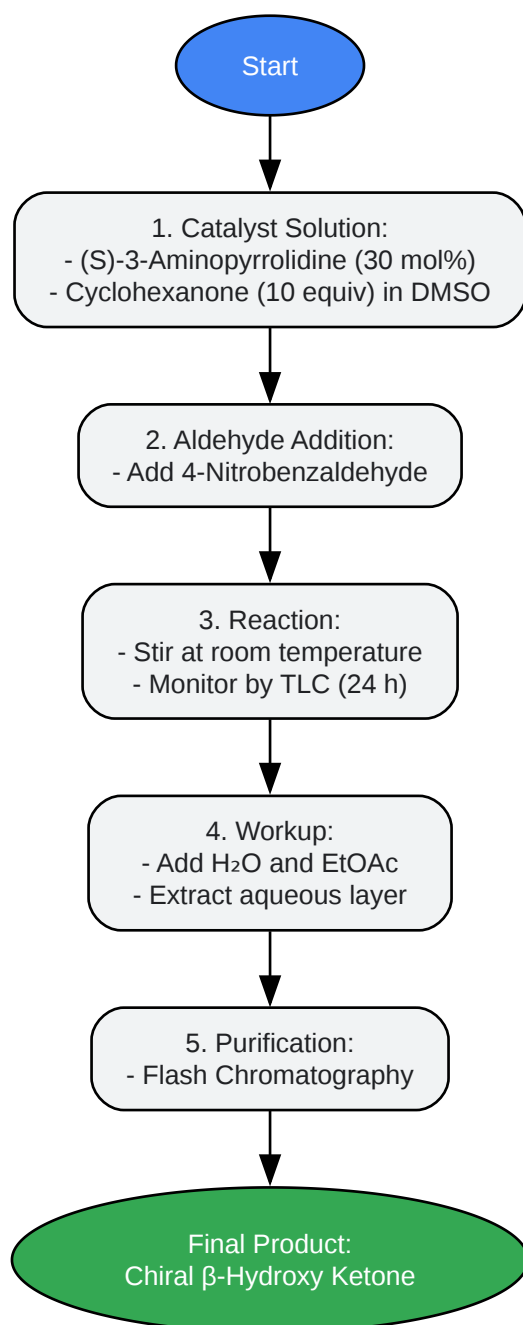 Start
1. Catalyst Solution:
- (S)-3-Aminopyrrolidine (30 mol%)
- Cyclohexanone (10 equiv) in DMSO
2. Aldehyde Addition:
- Add 4-Nitrobenzaldehyde
3. Reaction:
- Stir at room temperature
- Monitor by TLC (24 h)
4. Workup:
- Add H₂O and EtOAc
- Extract aqueous layer
5. Purification:
- Flash Chromatography
Final Product:
Chiral β-Hydroxy Ketone